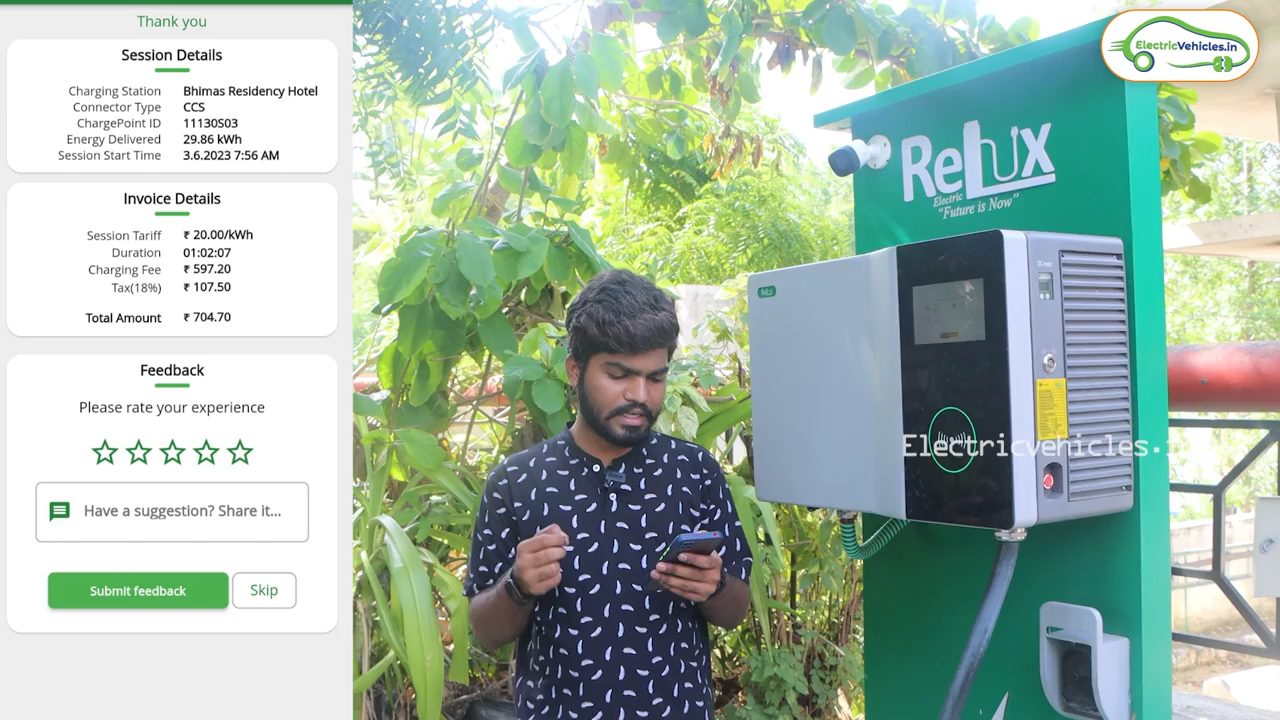 Thank you
Session Details
Charging Station Bhimas Residency Hotel
Connector Type CCS
ChargePoint ID 11130S03
Energy Delivered 29.86 kWh
Session Start Time 3.6.2023 7:56 AM
Invoice Details
Session Tariff ₹ 20.00/kWh
Duration 01:02:07
Charging Fee ₹ 597.20
Tax(18%) ₹ 107.50
Total Amount ₹ 704.70
Feedback
Please rate your experience
Have a suggestion? Share it...
Submit feedback Skip
ElectricVehicles.in
ReLux
Electric
"Future is Now"
ReLux
Electricvehicles.i